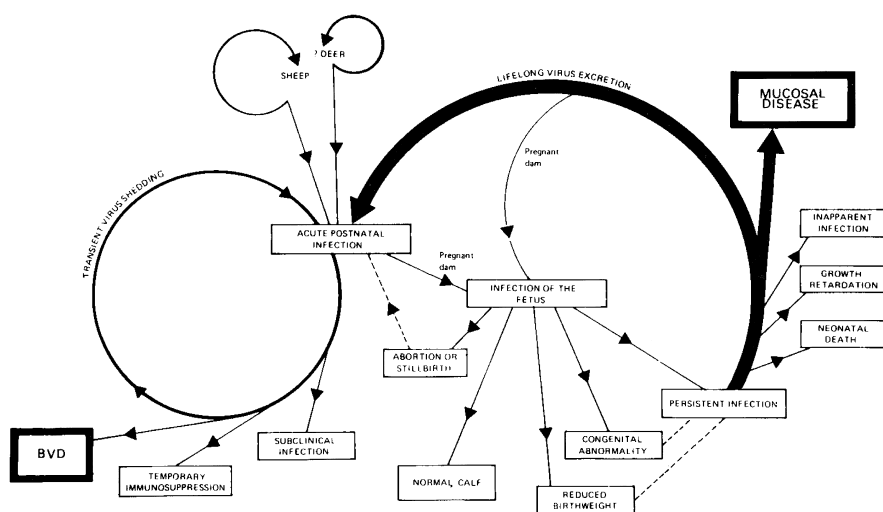 ? DEER
SHEEP
LIFELONG VIRUS EXCRETION
MUCOSAL
DISEASE
Pregnant
dam
TRANSIENT VIRUS SHEDDING
ACUTE POSTNATAL
INFECTION
INAPPARENT
INFECTION
Pregnant
dam
INFECTION OF THE
FETUS
GROWTH
RETARDATION
NEONATAL
DEATH
ABORTION OR
STILLBIRTH
PERSISTENT INFECTION
BVD
SUBCLINICAL
INFECTION
CONGENITAL
ABNORMALITY
TEMPORARY
IMMUNOSUPPRESSION
NORMAL CALF
REDUCED
BIRTHWEIGHT